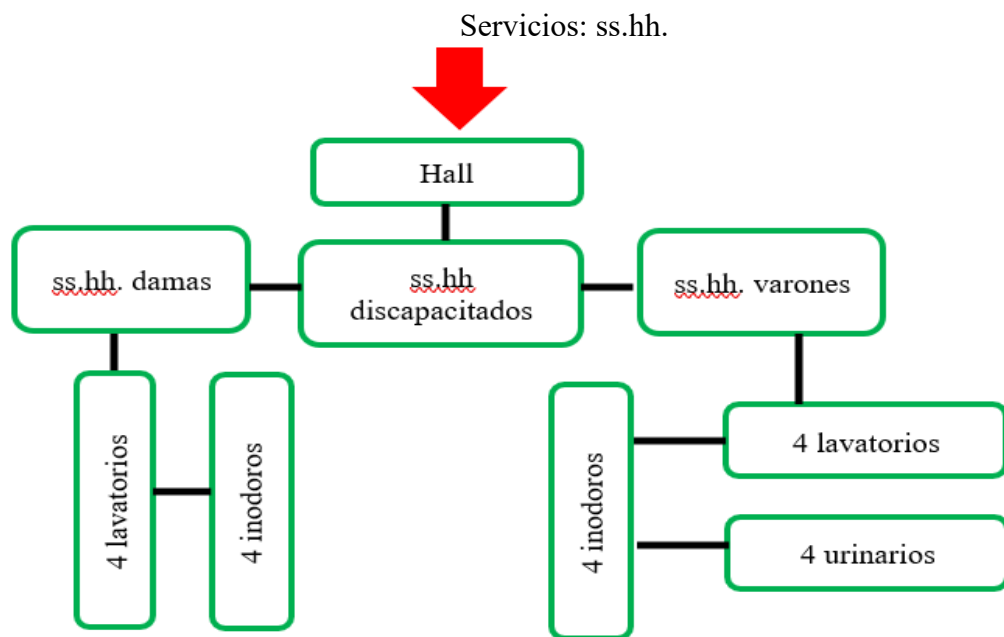 Servicios: ss.hh.
Hall
ss.hh. damas
ss.hh
discapacitados
ss.hh. varones
4 lavatorios
4 inodoros
4 inodoros
4 lavatorios
4 urinarios